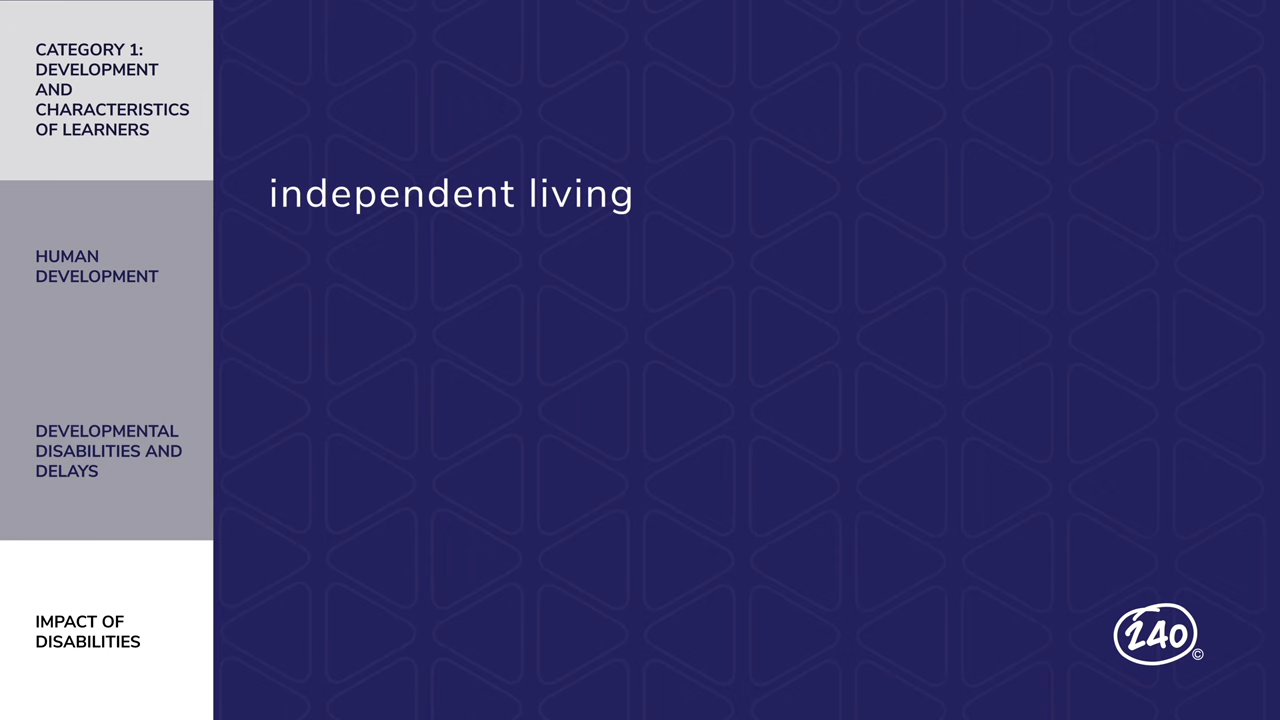 CATEGORY 1:
DEVELOPMENT
AND
CHARACTERISTICS
OF LEARNERS
HUMAN
DEVELOPMENT
DEVELOPMENTAL
DISABILITIES AND
DELAYS
IMPACT OF
DISABILITIES
independent living
240
©